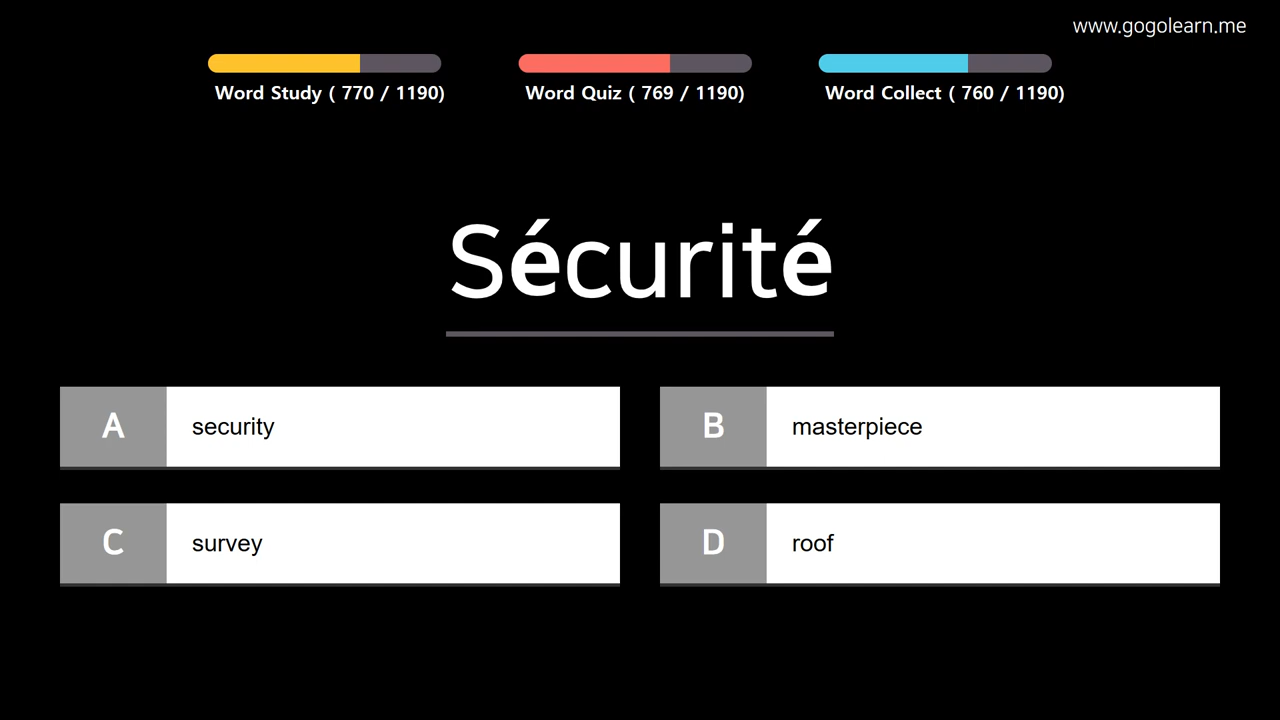 www.gogolearn.me
Word Study ( 770 / 1190)
Word Quiz ( 769 / 1190)
Word Collect ( 760 / 1190)
Sécurité
A security
B masterpiece
C survey
D roof